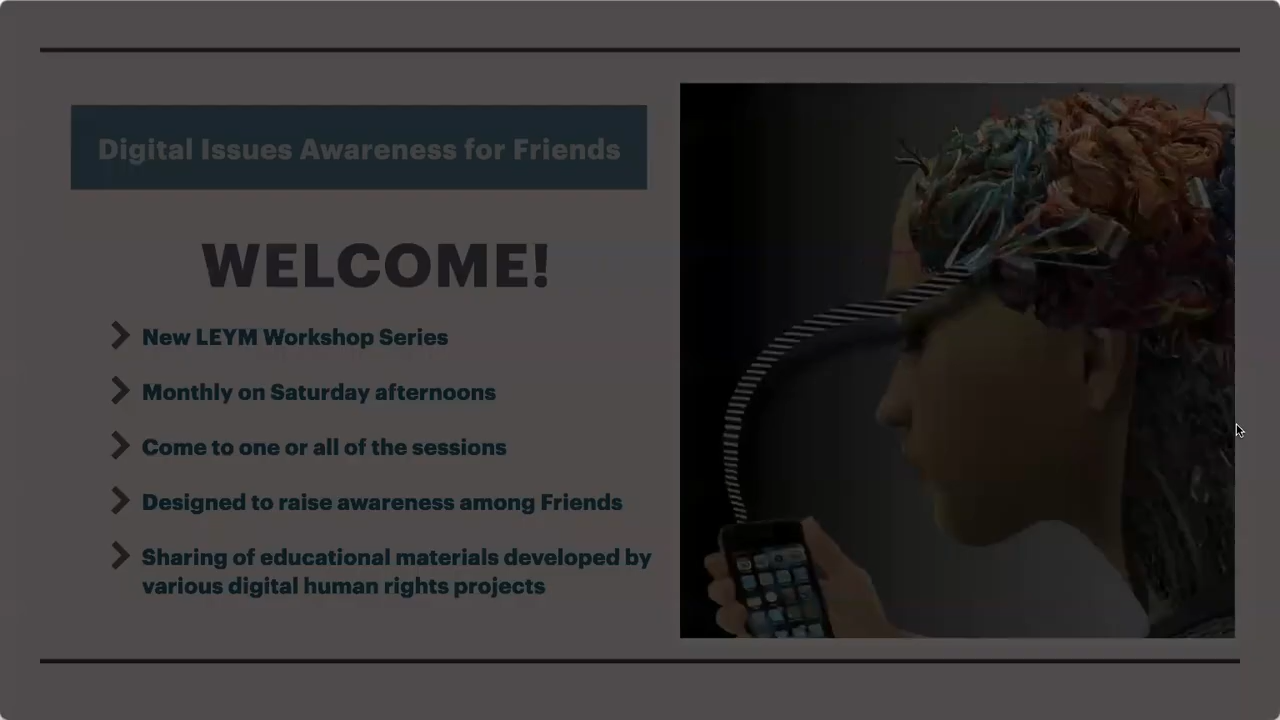 Digital Issues Awareness for Friends
WELCOME!
New LEYM Workshop Series
Monthly on Saturday afternoons
Come to one or all of the sessions
Designed to raise awareness among Friends
Sharing of educational materials developed by
various digital human rights projects